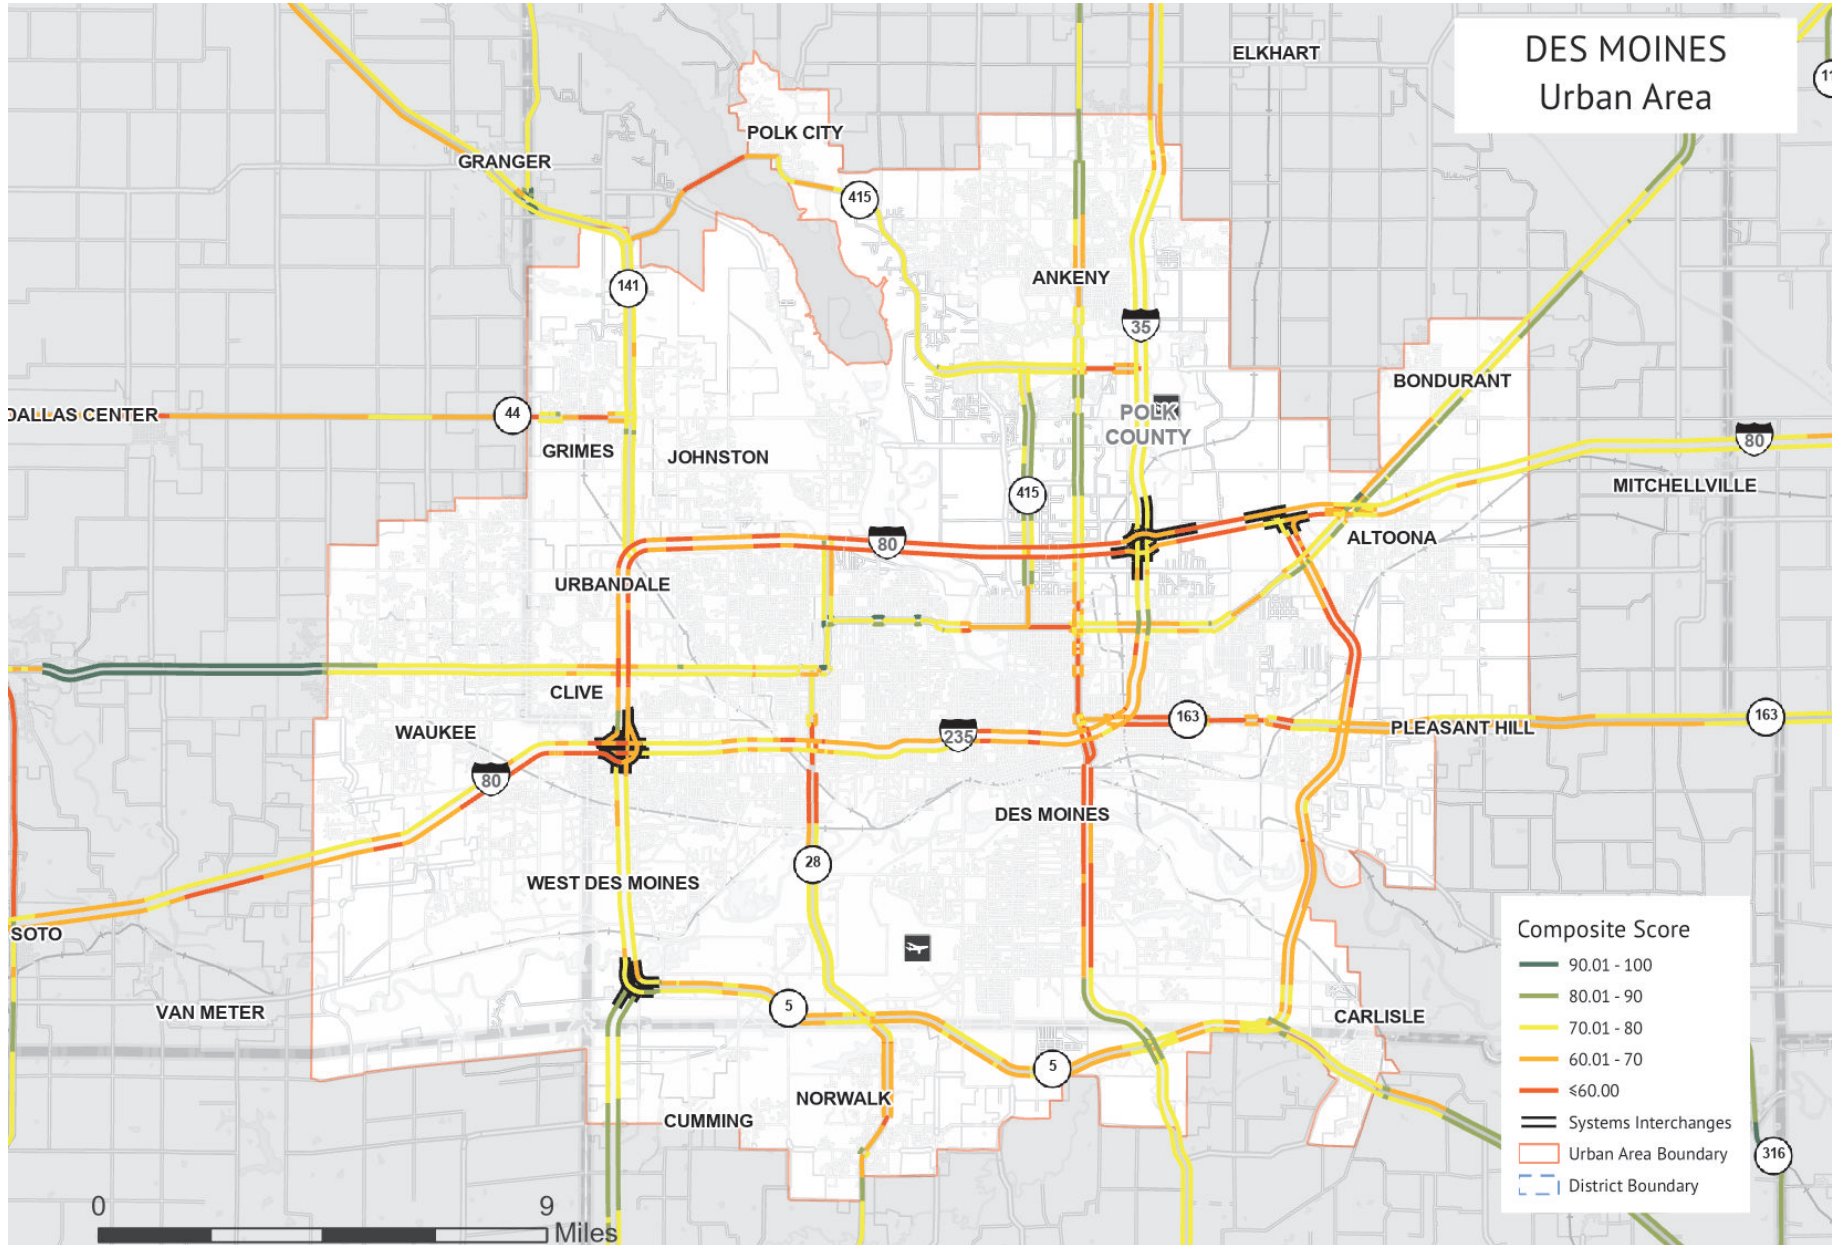 DES MOINES
Urban Area
ELKHART
11
POLK CITY
GRANGER
415
141
ANKENY
35
BONDURANT
DALLAS CENTER
44
POLK
COUNTY
GRIMES
JOHNSTON
80
MITCHELLVILLE
415
80
ALTOONA
URBANDALE
CLIVE
WAUKEE
163
163
PLEASANT HILL
235
80
DES MOINES
28
WEST DES MOINES
SOTO
VAN METER
5
CARLISLE
5
NORWALK
CUMMING
316
Composite Score
90.01 - 100
80.01 - 90
70.01 - 80
60.01 - 70
≤60.00
Systems Interchanges
Urban Area Boundary
District Boundary
0
9
Miles